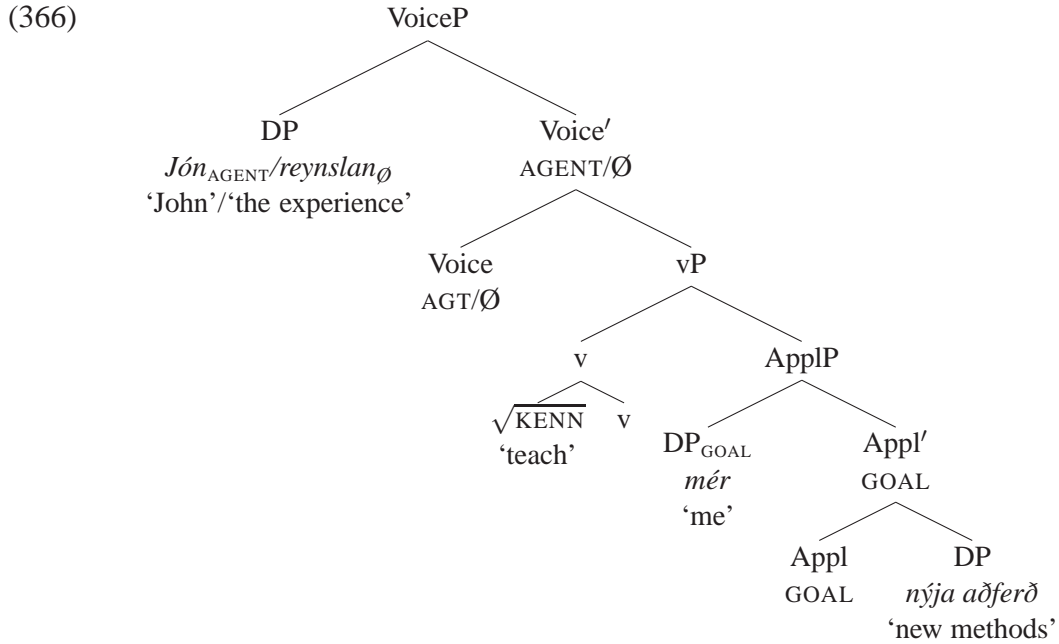 (366) VoiceP
DP Voice′
Jón_AGENT/reynslan_Ø AGENT/Ø
‘John’/‘the experience’
Voice vP
AGT/Ø
v ApplP
√KENN v DP_GOAL Appl′
‘teach’ mér GOAL
‘me’
Appl DP
GOAL nýja aðferð
‘new methods’